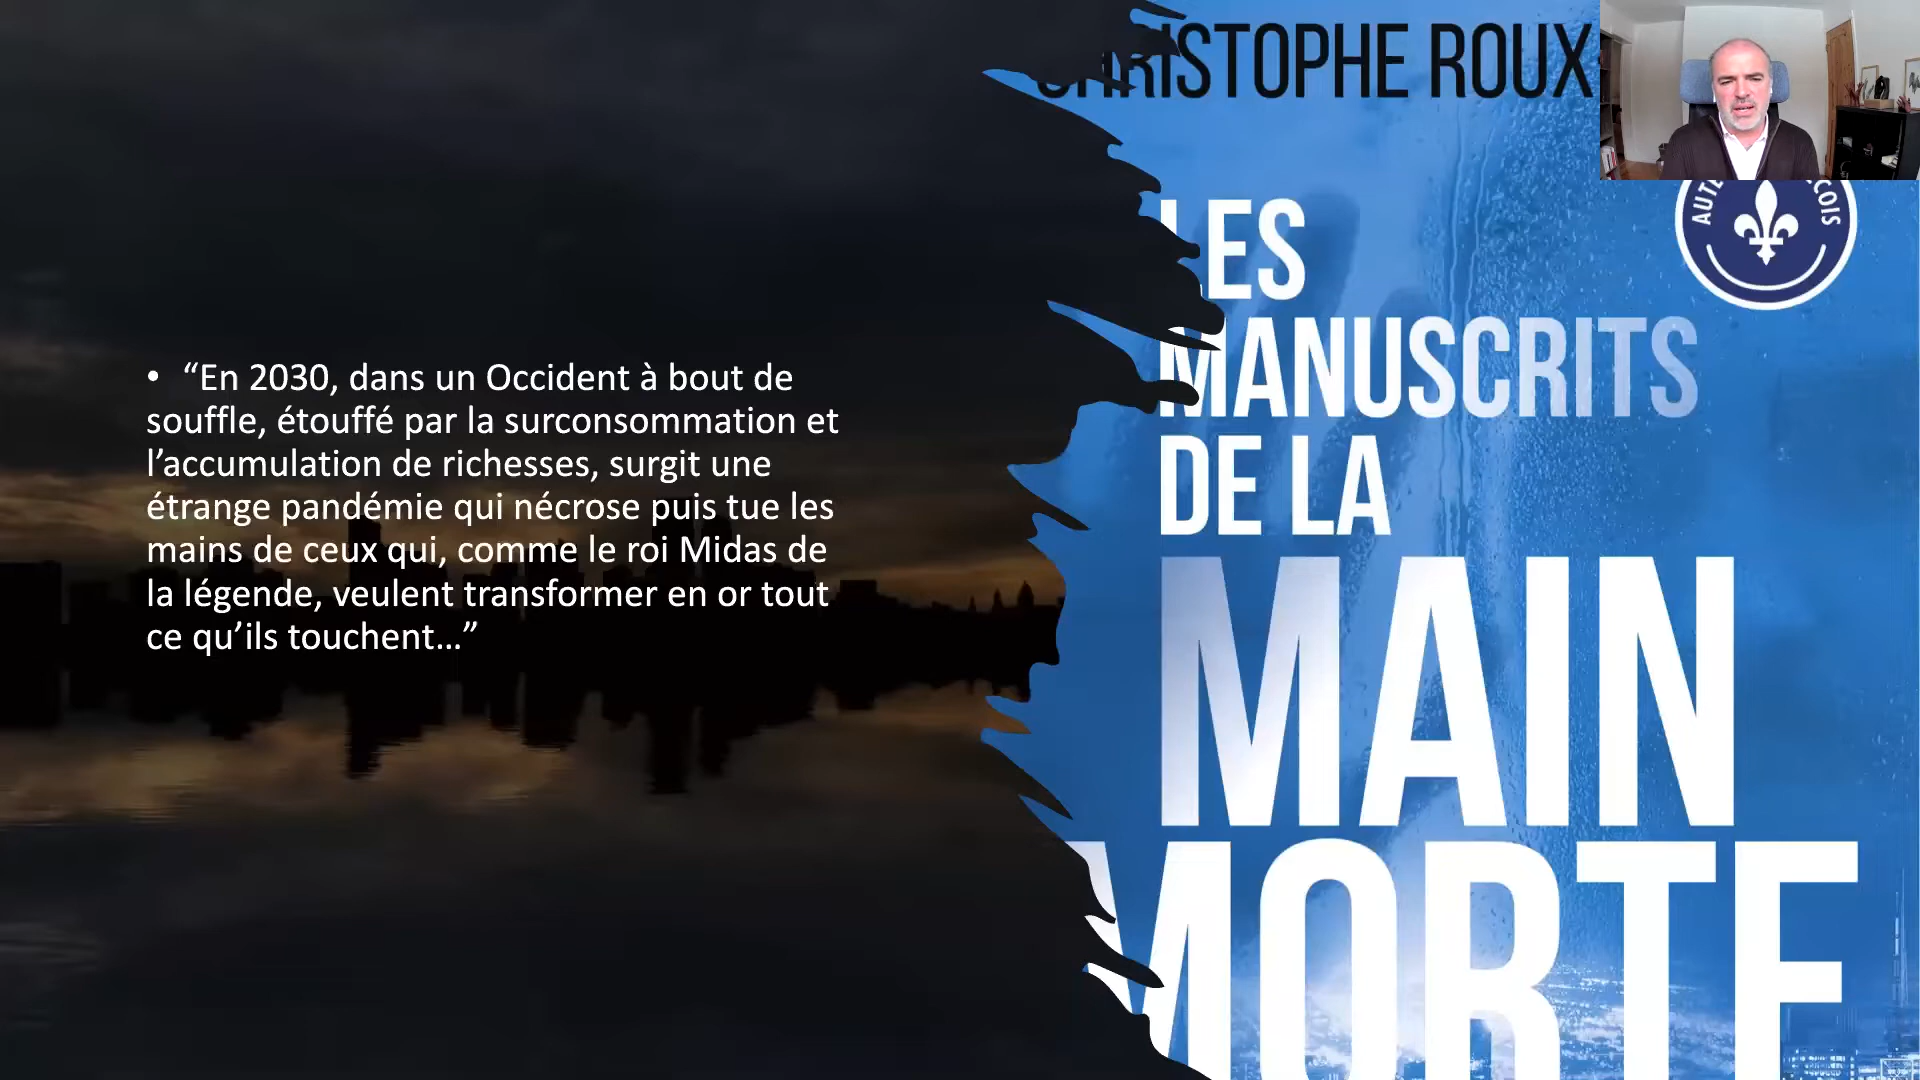 • “En 2030, dans un Occident à bout de
souffle, étouffé par la surconsommation et
l’accumulation de richesses, surgit une
étrange pandémie qui nécrose puis tue les
mains de ceux qui, comme le roi Midas de
la légende, veulent transformer en or tout
ce qu’ils touchent…”
CHRISTOPHE ROUX
LES
MANUSCRITS
DE LA
MAIN
MORTE